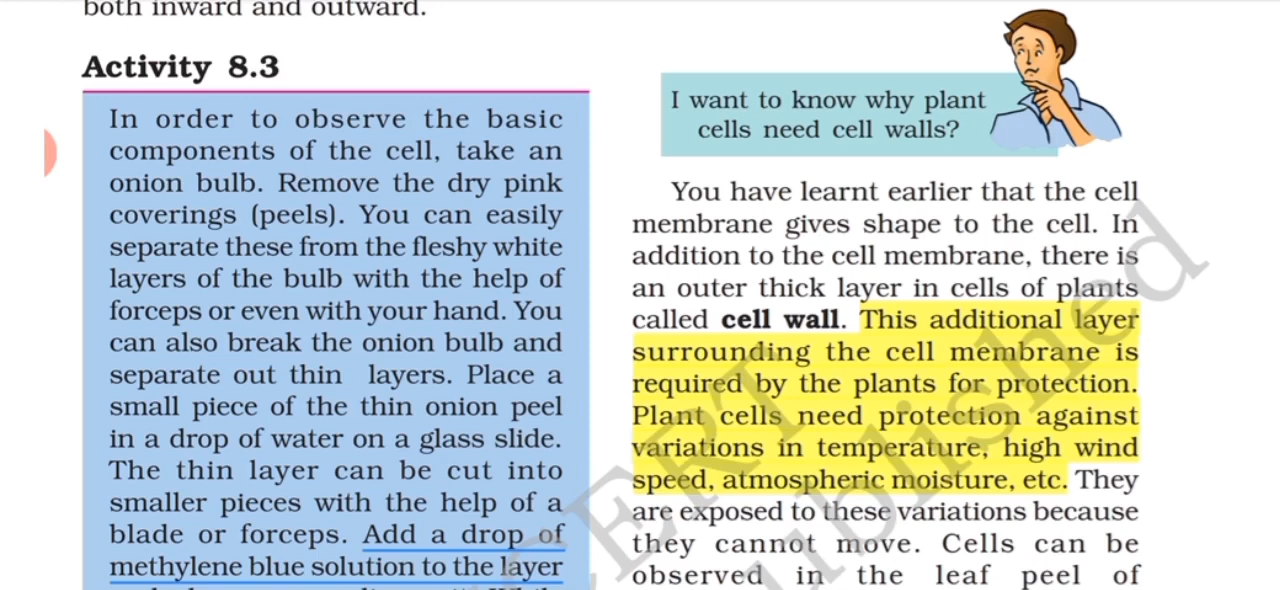 both inward and outward.
Activity 8.3
In order to observe the basic
components of the cell, take an
onion bulb. Remove the dry pink
coverings (peels). You can easily
separate these from the fleshy white
layers of the bulb with the help of
forceps or even with your hand. You
can also break the onion bulb and
separate out thin layers. Place a
small piece of the thin onion peel
in a drop of water on a glass slide.
The thin layer can be cut into
smaller pieces with the help of a
blade or forceps. Add a drop of
methylene blue solution to the layer
I want to know why plant
cells need cell walls?
You have learnt earlier that the cell
membrane gives shape to the cell. In
addition to the cell membrane, there is
an outer thick layer in cells of plants
called cell wall. This additional layer
surrounding the cell membrane is
required by the plants for protection.
Plant cells need protection against
variations in temperature, high wind
speed, atmospheric moisture, etc. They
are exposed to these variations because
they cannot move. Cells can be
observed in the leaf peel of